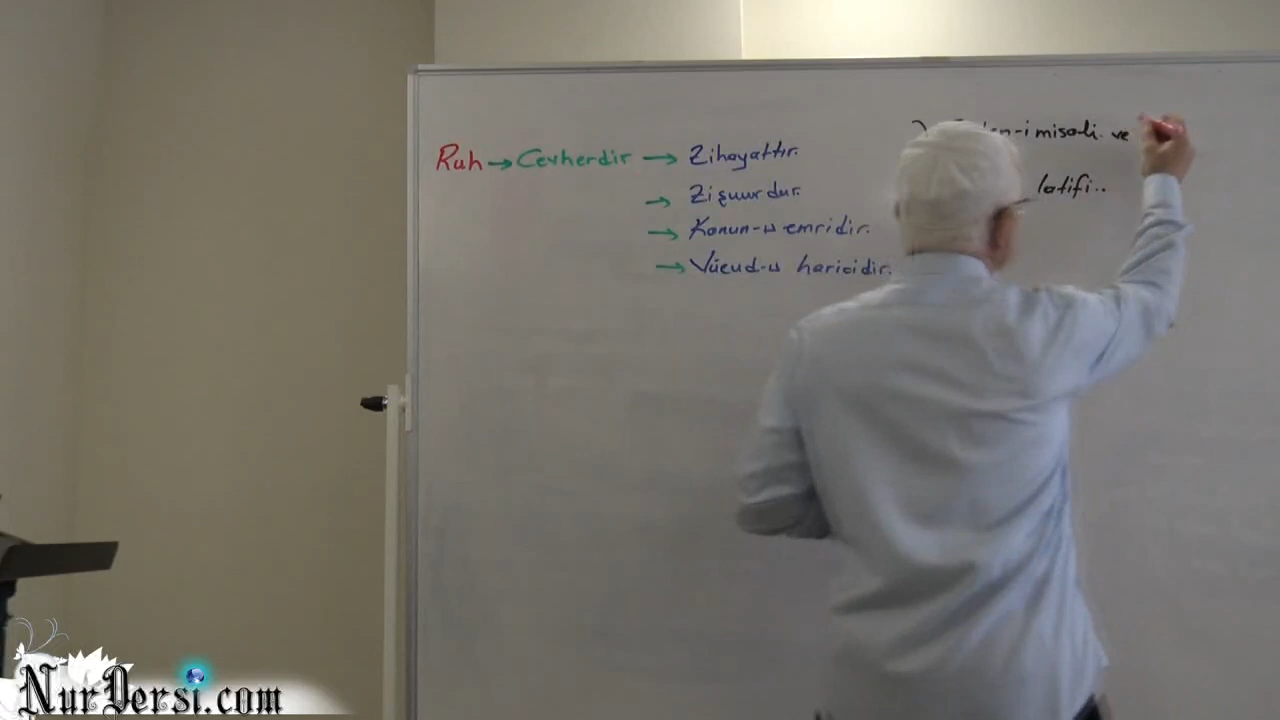 Ruh → Cevherdir → Zihayattır.
→ Zişuurdur.
→ Kanun-u emridir.
→ Vücud-u haricidir.
-i misali ve
latifi..
NurDersi.com